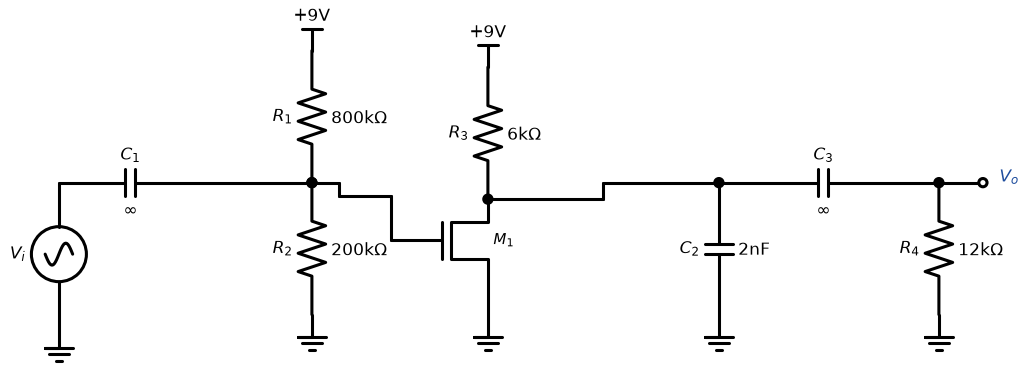 +9V
+9V
R₁ 800kΩ
R₃ 6kΩ
C₁
∞
C₃
∞
Vₒ
Vᵢ
R₂ 200kΩ
M₁
C₂ 2nF
R₄ 12kΩ